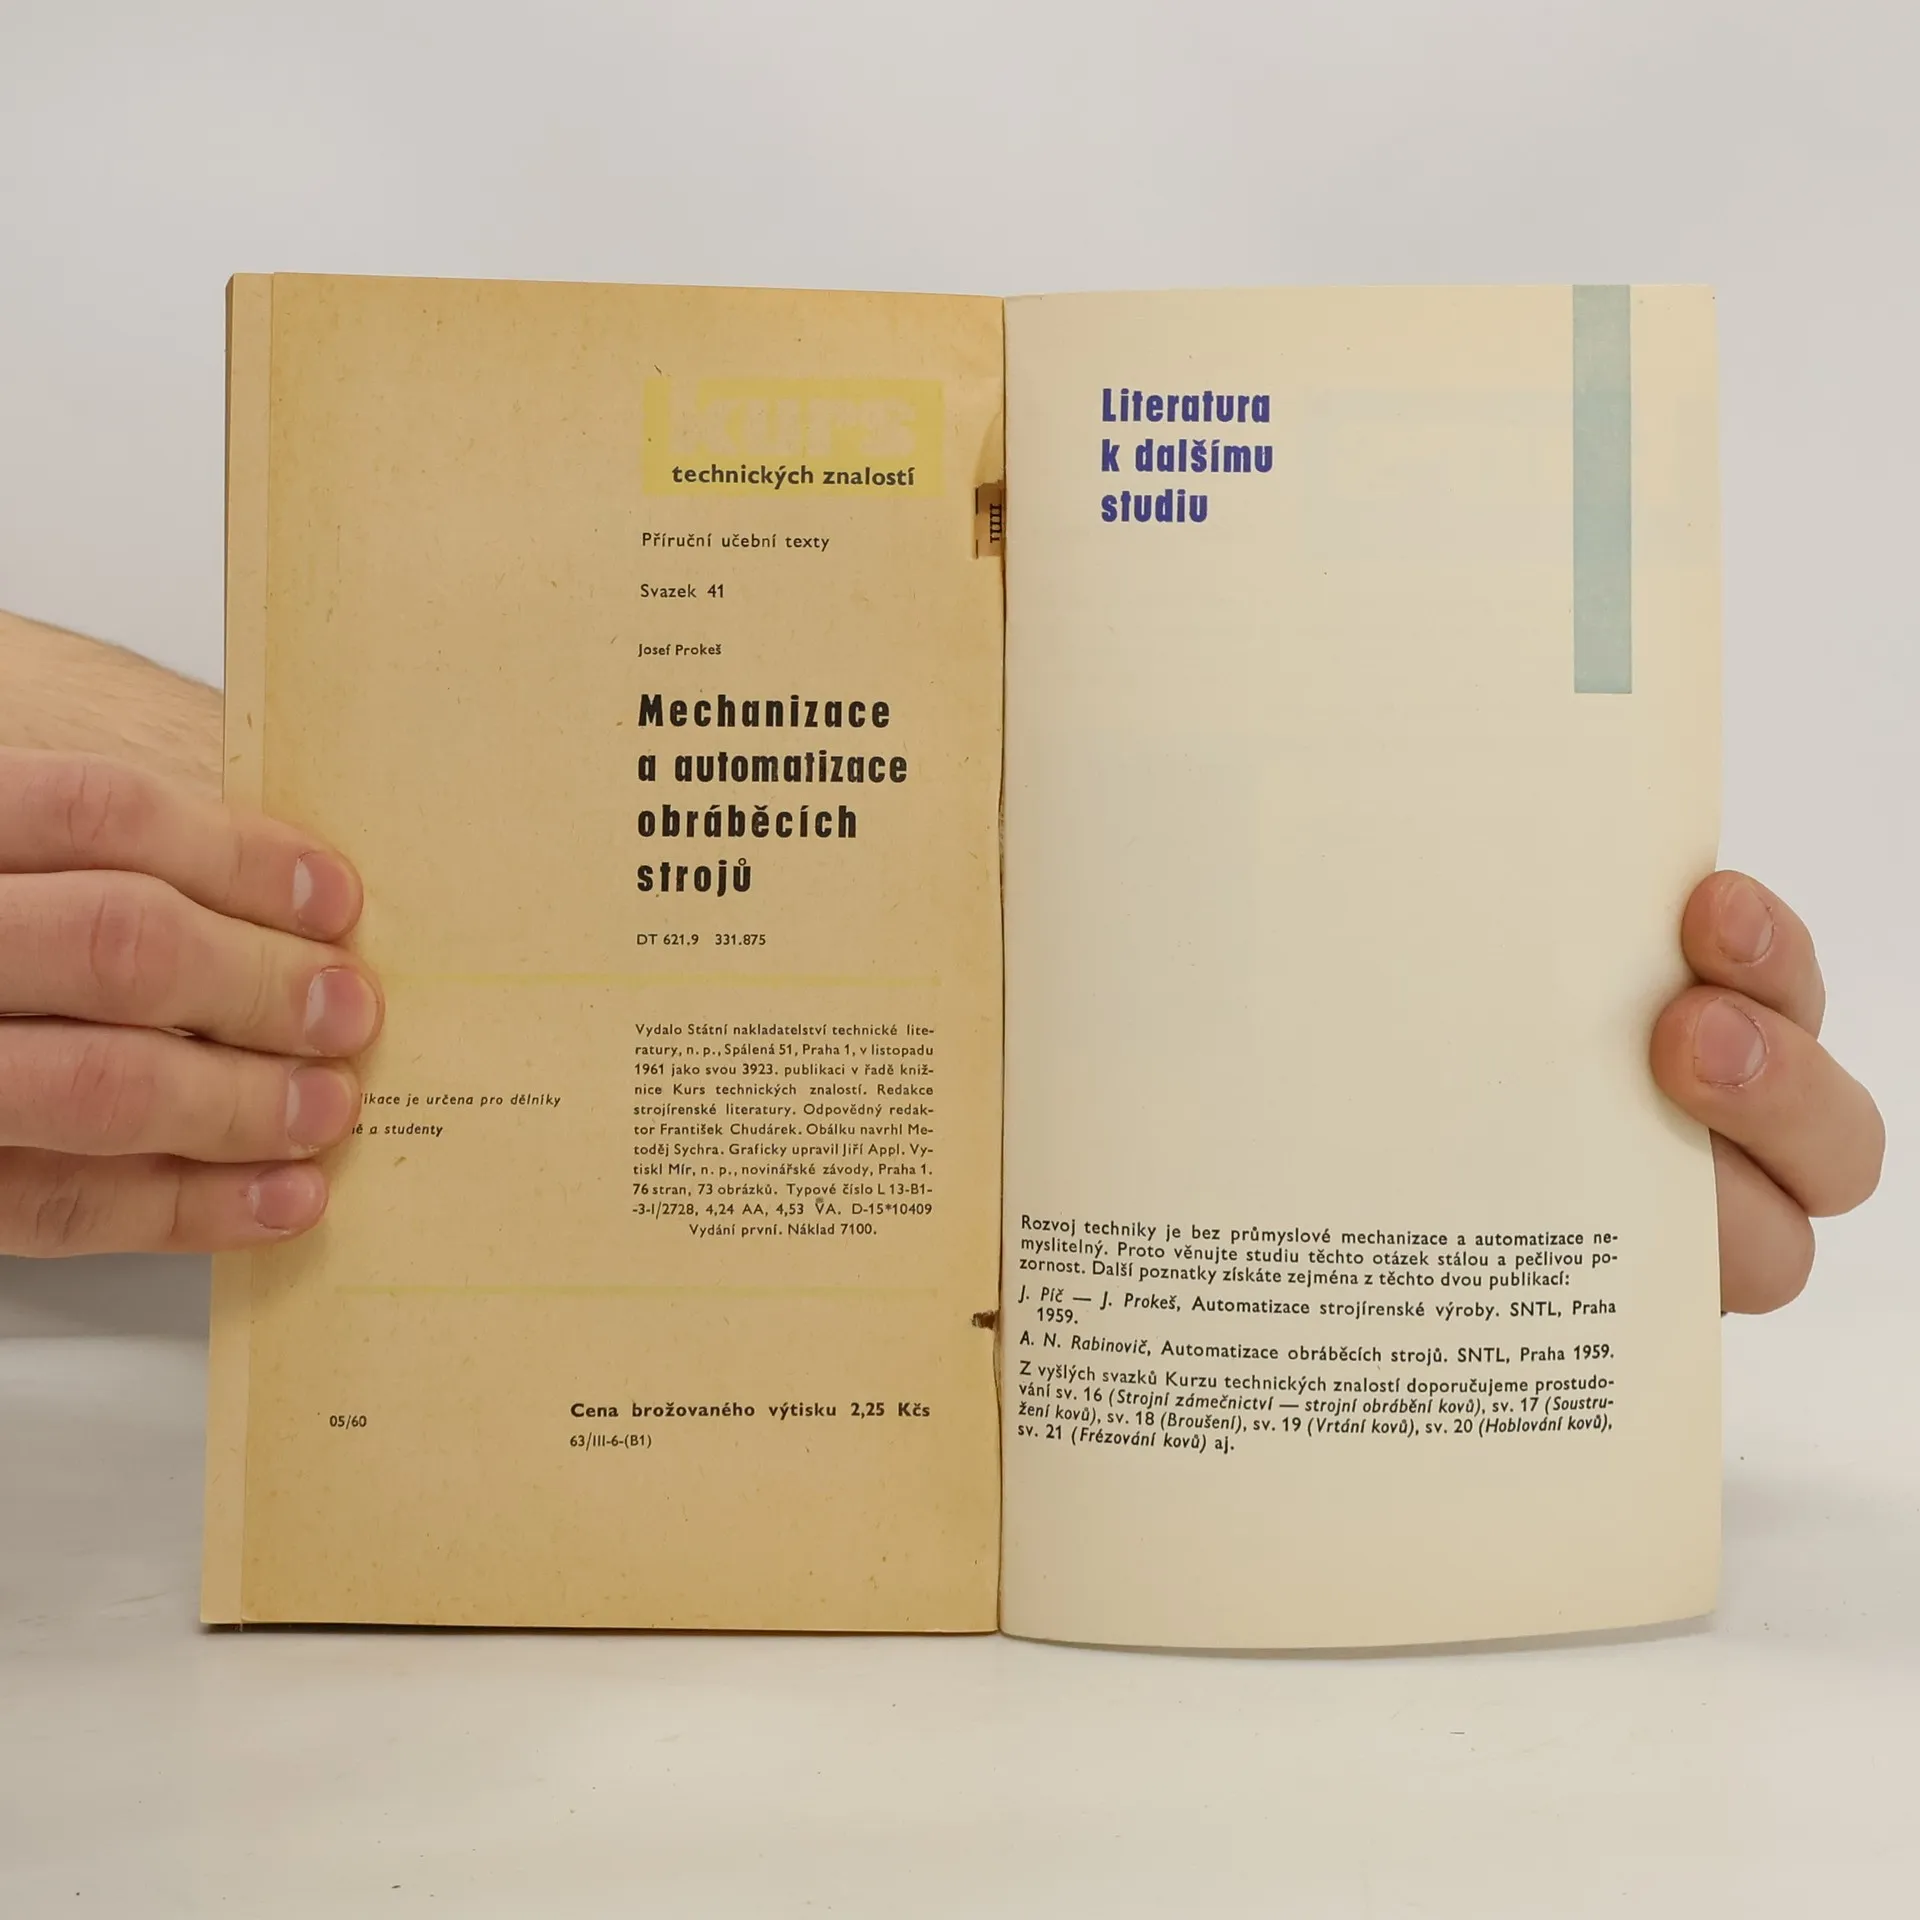 kurs
technických znalostí
Příruční učební texty
Svazek 41
Josef Prokeš
Mechanizace
a automatizace
obráběcích
strojů
DT 621.9 331.875
likace je určena pro dělníky
a studenty
Vydalo Státní nakladatelství technické lite-
ratury, n. p., Spálená 51, Praha 1, v listopadu
1961 jako svou 3923. publikaci v řadě kniž-
nice Kurs technických znalostí. Redakce
strojírenské literatury. Odpovědný redak-
tor František Chudárek. Obálku navrhl Me-
toděj Sychra. Graficky upravil Jiří Appl. Vy-
tiskl Mír, n. p., novinářské závody, Praha 1.
76 stran, 73 obrázků. Typové číslo L 13-B1-
-3-I/2728, 4,24 AA, 4,53 VA. D-15*10409
Vydání první. Náklad 7100.
05/60
Cena brožovaného výtisku 2,25 Kčs
63/III-6-(B1)
Literatura
k dalšímu
studiu
Rozvoj techniky je bez průmyslové mechanizace a automatizace ne-
myslitelný. Proto věnujte studiu těchto otázek stálou a pečlivou po-
zornost. Další poznatky získáte zejména z těchto dvou publikací:
J. Píč — J. Prokeš, Automatizace strojírenské výroby. SNTL, Praha
1959.
A. N. Rabinovič, Automatizace obráběcích strojů. SNTL, Praha 1959.
Z vyšlých svazků Kurzu technických znalostí doporučujeme prostudo-
vání sv. 16 (Strojní zámečnictví — strojní obrábění kovů), sv. 17 (Soustru-
žení kovů), sv. 18 (Broušení), sv. 19 (Vrtání kovů), sv. 20 (Hoblování kovů),
sv. 21 (Frézování kovů) aj.